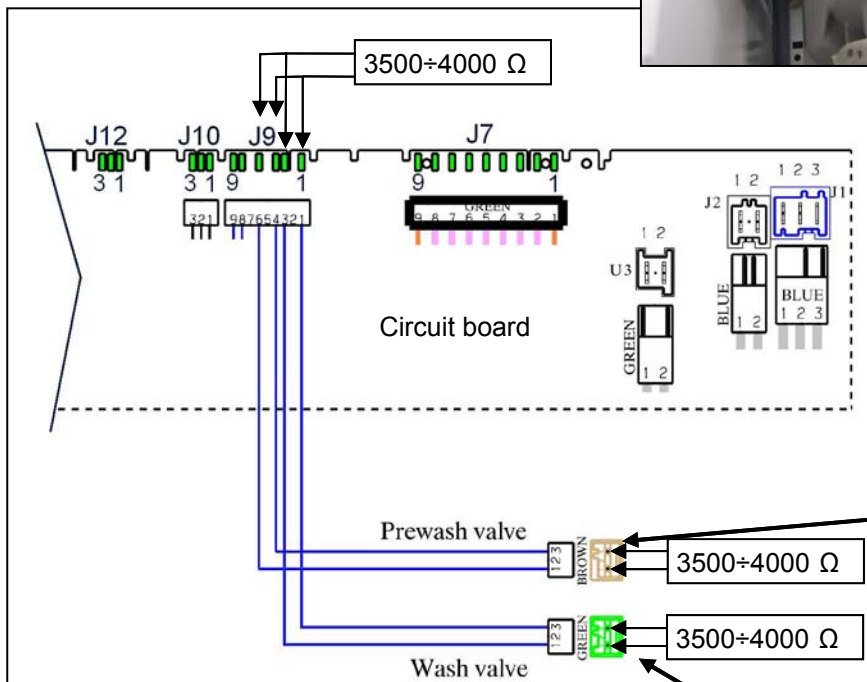 3500÷4000 Ω
J12
J10
J9
J7
3 1
3 1
9 1
9 1
321
987654321
GREEN
9 8 7 6 5 4 3 2 1
1 2
J2
1 2 3
J1
1 2
U3
BLUE
1 2
BLUE
1 2 3
GREEN
1 2
Circuit board
Prewash valve
123
BROWN
3500÷4000 Ω
123
GREEN
3500÷4000 Ω
Wash valve